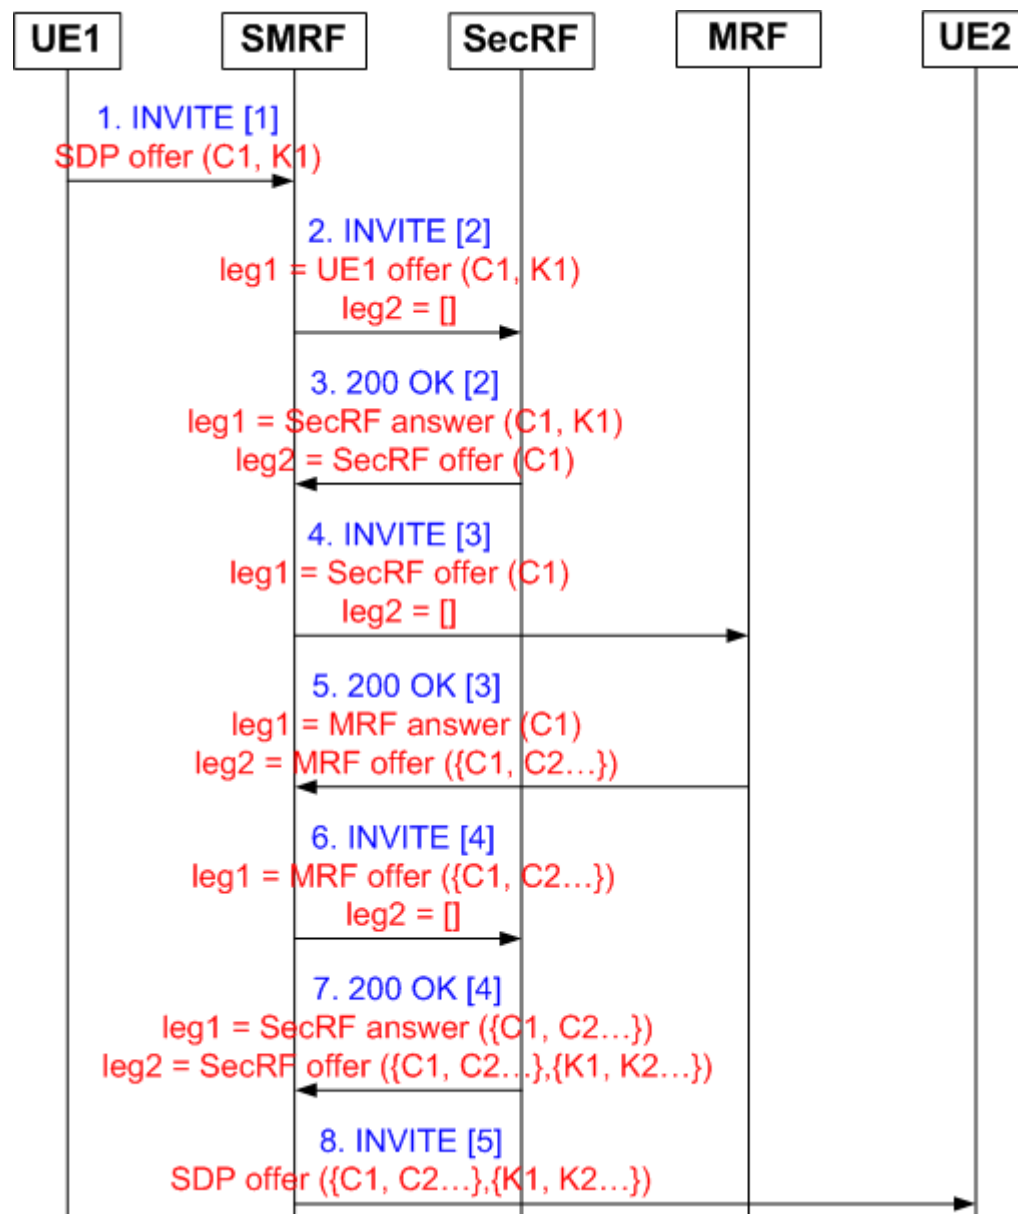 UE1 SMRF SecRF MRF UE2
1. INVITE [1]
SDP offer (C1, K1)
2. INVITE [2]
leg1 = UE1 offer (C1, K1)
leg2 = []
3. 200 OK [2]
leg1 = SecRF answer (C1, K1)
leg2 = SecRF offer (C1)
4. INVITE [3]
leg1 = SecRF offer (C1)
leg2 = []
5. 200 OK [3]
leg1 = MRF answer (C1)
leg2 = MRF offer ({C1, C2…})
6. INVITE [4]
leg1 = MRF offer ({C1, C2…})
leg2 = []
7. 200 OK [4]
leg1 = SecRF answer ({C1, C2…})
leg2 = SecRF offer ({C1, C2…},{K1, K2…})
8. INVITE [5]
SDP offer ({C1, C2…},{K1, K2…})